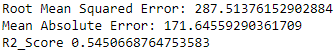 Root Mean Squared Error: 287.51376152902884
Mean Absolute Error: 171.64559290361709
R2_Score 0.5450668764753583